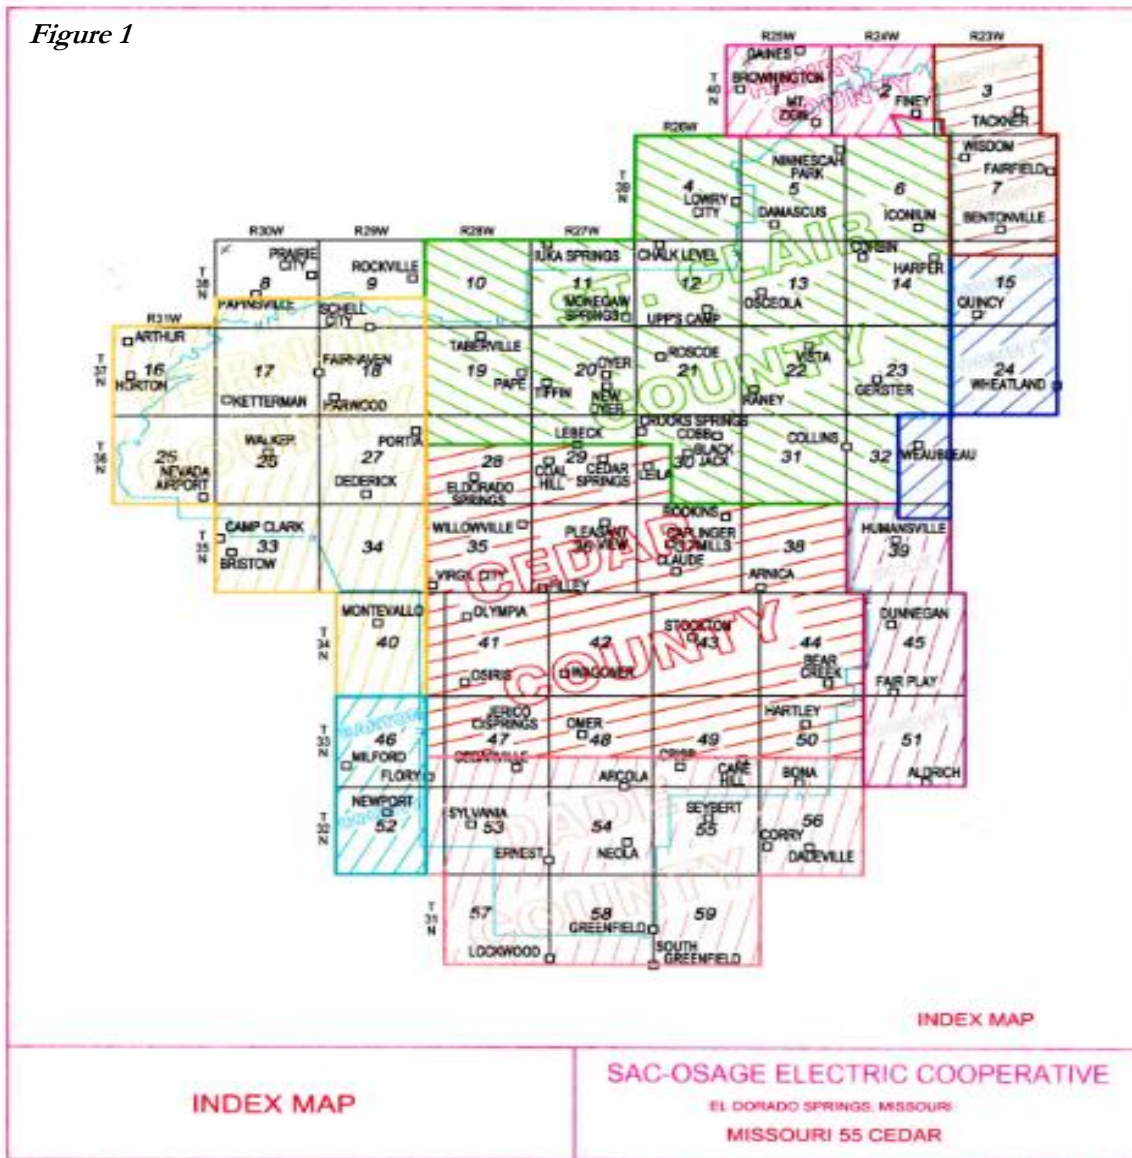 Figure 1
R25W R24W R23W
GAINES
T 40 N
BROWNINGTON
1 2 3
MT ZION
FINEY
TACKNER
HENRY COUNTY
R26W
NINNESCAH PARK
WISDOM
FAIRFIELD
T 39 N
4 5 6 7
LOWRY CITY
DAMASCUS
ICONIUM
BENTONVILLE
R30W R29W R28W R27W
PRAIRIE CITY
ROCKVILLE
IUKA SPRINGS
CHALK LEVEL
CORBIN
HARPER
T 38 N
8 9 10 11 12 13 14 15
PAPINSVILLE
SCHELL CITY
MONEGAW SPRINGS
UPP'S CAMP
OSCEOLA
QUINCY
ST. CLAIR COUNTY
R31W
ARTHUR
TABERVILLE
FAIRHAVEN
ROSCOE
VISTA
T 37 N
16 17 18 19 20 21 22 23 24
HORTON
PAPE
TIFFIN
DYER
NEW DYER
GERSTER
WHEATLAND
KETTERMAN
HARWOOD
RANEY
VERNON COUNTY
PORTIA
LEBECK
CROOKS SPRINGS
COBB
COLLINS
WALKER
T 36 N
25 26 27 28 29 30 31 32
BLACK JACK
WEAUBLEAU
NEVADA AIRPORT
DEDERICK
ELDORADO SPRINGS
COAL HILL
CEDAR SPRINGS
LEILA
CAMP CLARK
WILLOWVILLE
PLEASANT VIEW
BODKINS
CAPLINGER MILLS
HUMANSVILLE
T 35 N
33 34 35 36 37 38 39
BRISTOW
VIRGIL CITY
FILLEY
CLAUDE
ARNICA
CEDAR COUNTY
MONTEVALLO
OLYMPIA
STOCKTON
DUNNEGAN
T 34 N
40 41 42 43 44 45
OSIRIS
WAGONER
BEAR CREEK
FAIR PLAY
JERICO SPRINGS
OMER
HARTLEY
T 33 N
46 47 48 49 50 51
MILFORD
FLORY
CEDARVILLE
ARCOLA
CRISP
CANE HILL
BONA
ALDRICH
BARTON
NEWPORT
SYLVANIA
SEYBERT
T 32 N
52 53 54 55 56
ERNEST
NEOLA
CORRY
DADEVILLE
DADE COUNTY
T 31 N
57 58 59
LOCKWOOD
GREENFIELD
SOUTH GREENFIELD
INDEX MAP
INDEX MAP
SAC-OSAGE ELECTRIC COOPERATIVE
EL DORADO SPRINGS, MISSOURI
MISSOURI 55 CEDAR